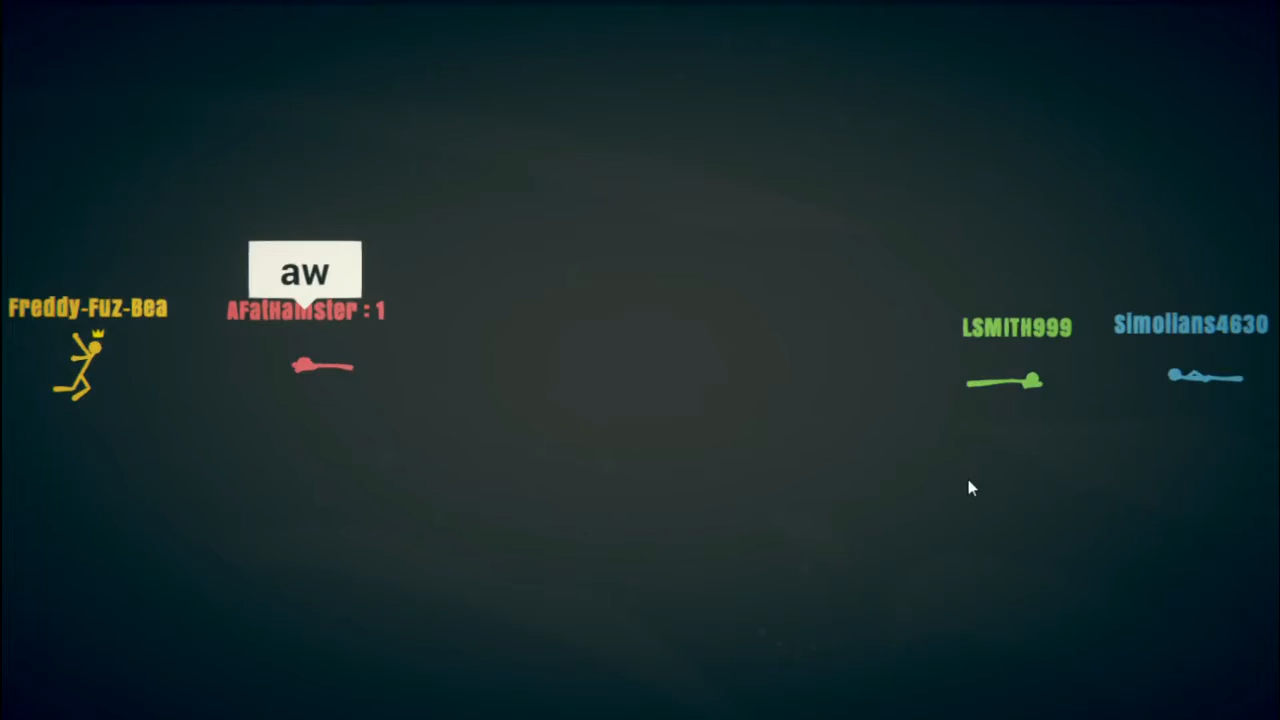 aw
Freddy-Fuz-Bea
AFatHamster : 1
LSMITH999
Simolians4630